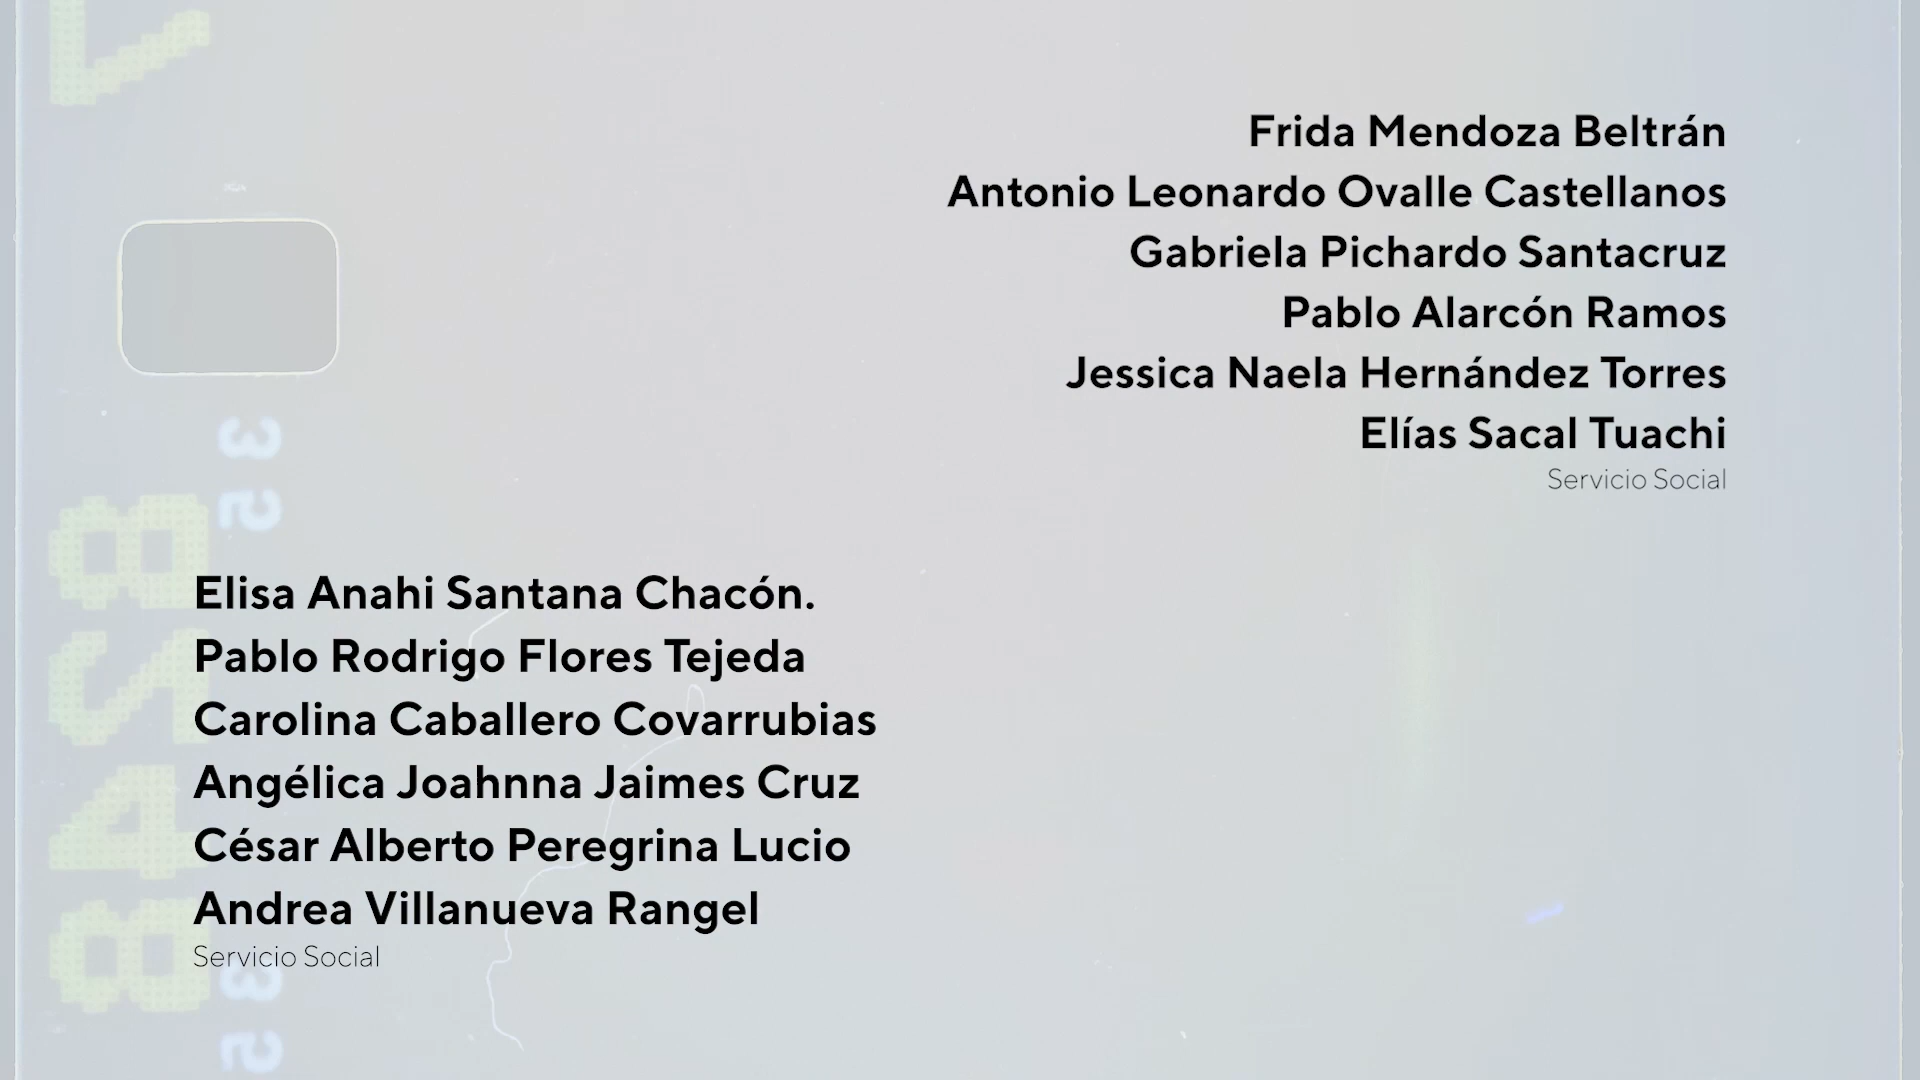 Frida Mendoza Beltrán
Antonio Leonardo Ovalle Castellanos
Gabriela Pichardo Santacruz
Pablo Alarcón Ramos
Jessica Naela Hernández Torres
Elías Sacal Tuachi
Servicio Social
Elisa Anahi Santana Chacón.
Pablo Rodrigo Flores Tejeda
Carolina Caballero Covarrubias
Angélica Joahnna Jaimes Cruz
César Alberto Peregrina Lucio
Andrea Villanueva Rangel
Servicio Social